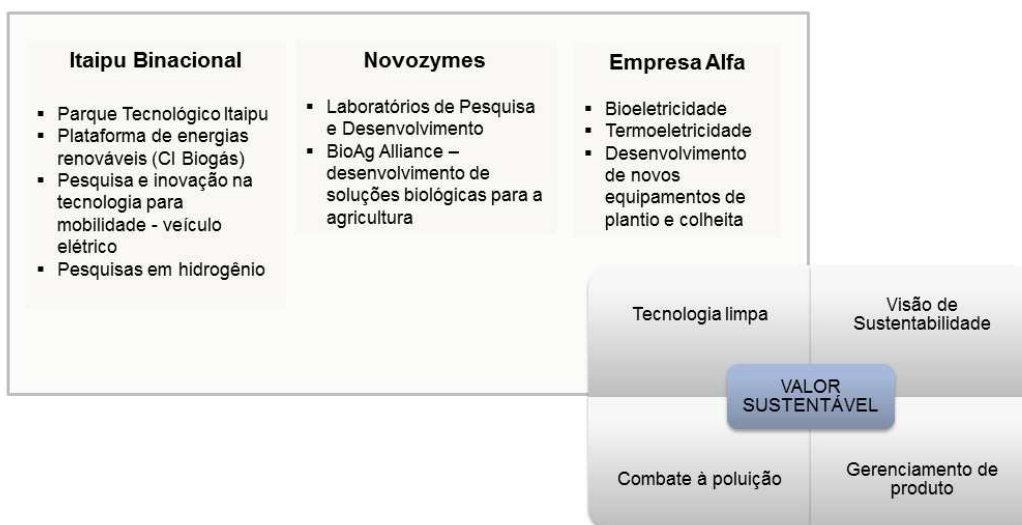 Itaipu Binacional
▪ Parque Tecnológico Itaipu
▪ Plataforma de energias
renováveis (CI Biogás)
▪ Pesquisa e inovação na
tecnologia para
mobilidade - veículo
elétrico
▪ Pesquisas em hidrogênio
Novozymes
▪ Laboratórios de Pesquisa
e Desenvolvimento
▪ BioAg Alliance –
desenvolvimento de
soluções biológicas para a
agricultura
Empresa Alfa
▪ Bioeletricidade
▪ Termoeletricidade
▪ Desenvolvimento
de novos
equipamentos de
plantio e colheita
Tecnologia limpa
Visão de
Sustentabilidade
VALOR
SUSTENTÁVEL
Combate à poluição
Gerenciamento de
produto